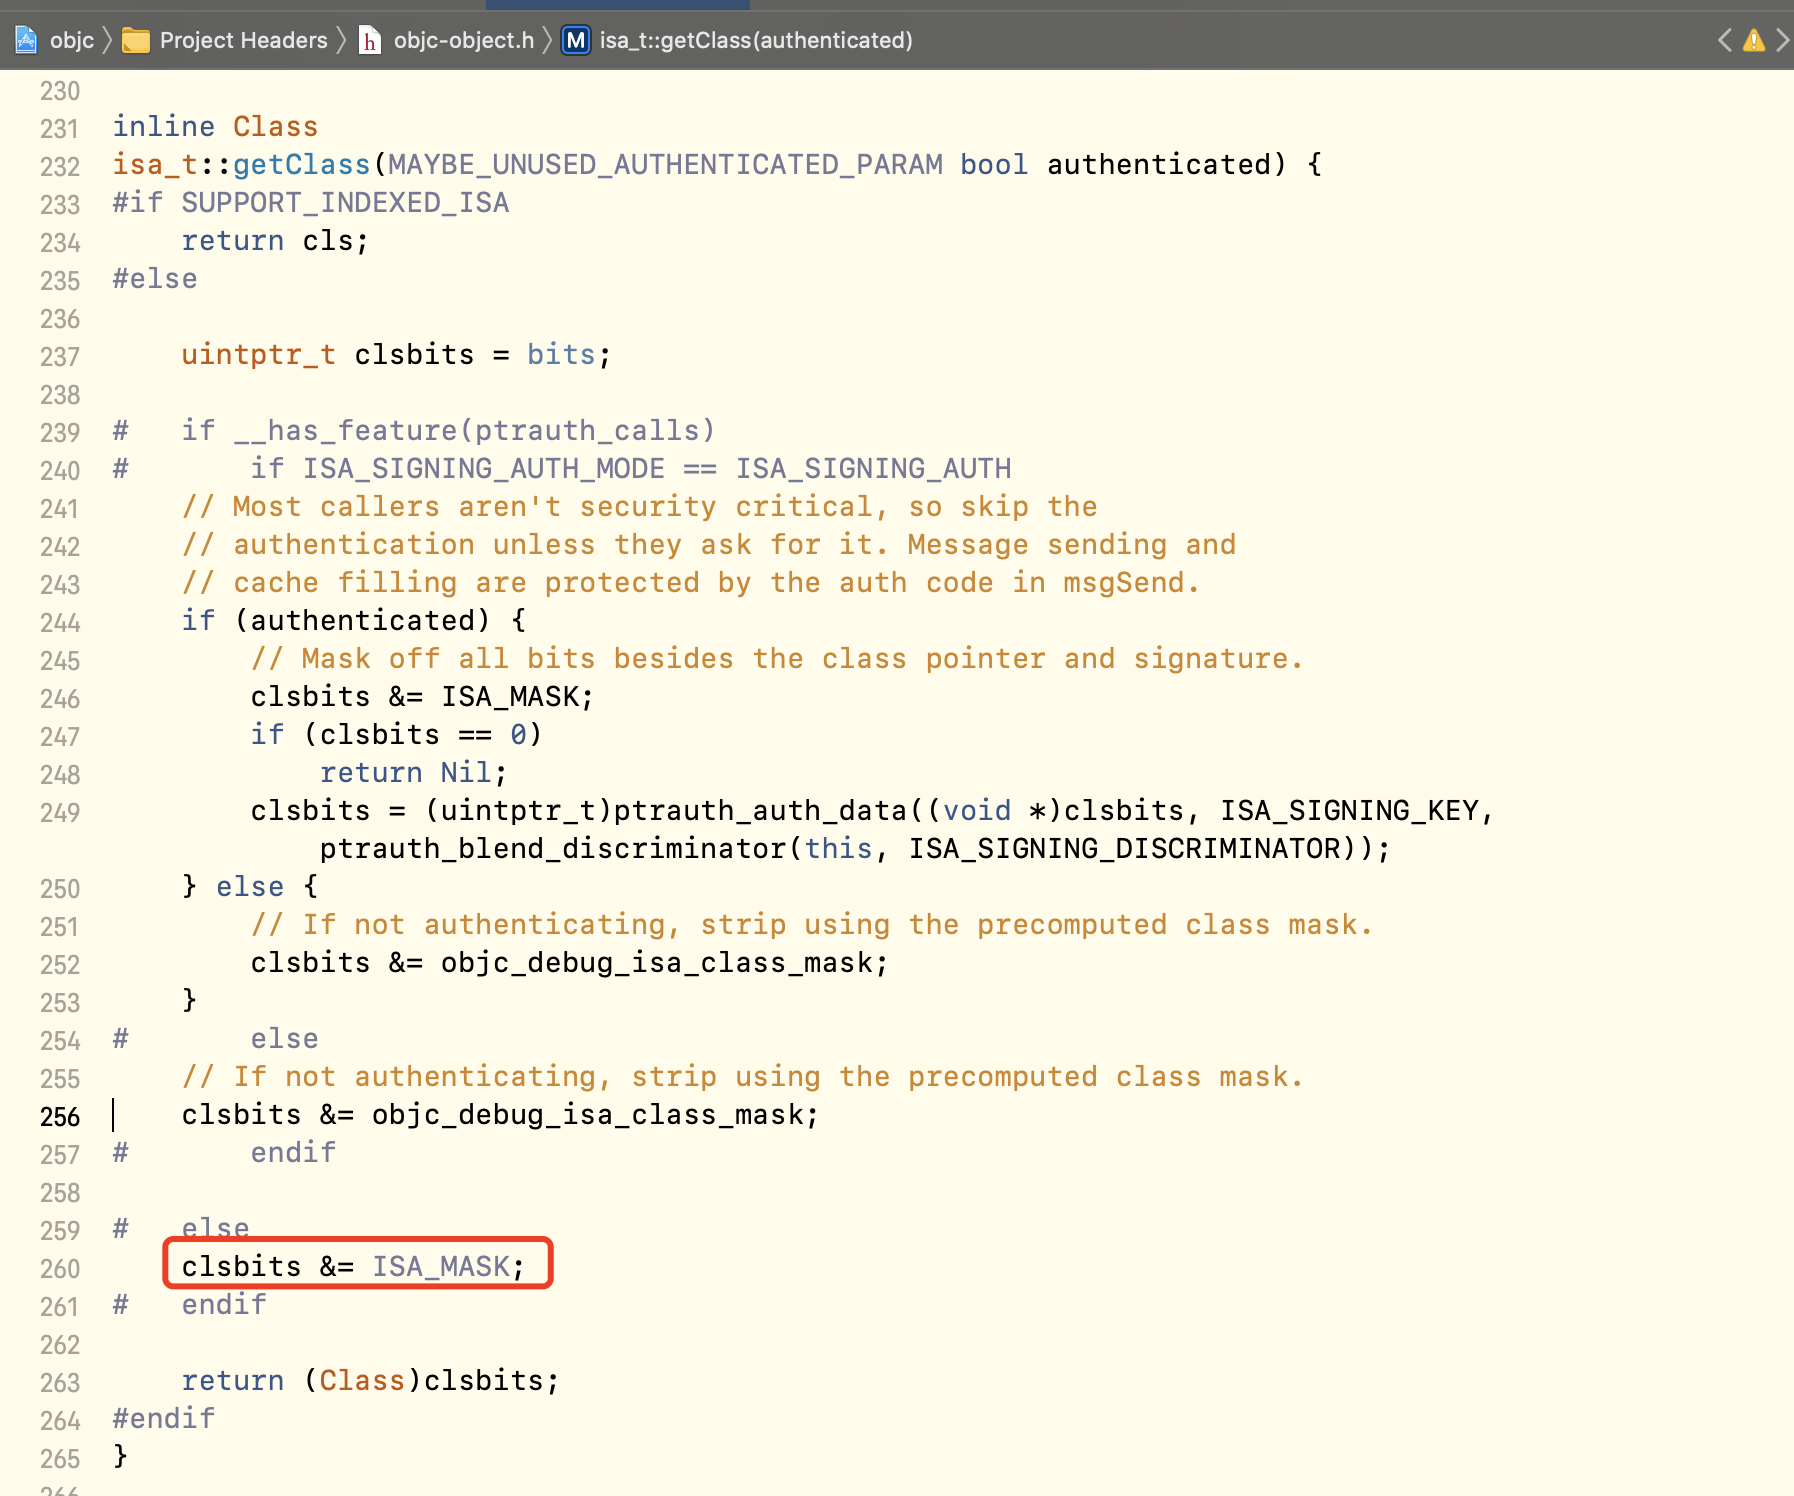 objc Project Headers h objc-object.h M isa_t::getClass(authenticated)
230
231 inline Class
232 isa_t::getClass(MAYBE_UNUSED_AUTHENTICATED_PARAM bool authenticated) {
233 #if SUPPORT_INDEXED_ISA
234     return cls;
235 #else
236
237     uintptr_t clsbits = bits;
238
239 #   if __has_feature(ptrauth_calls)
240 #       if ISA_SIGNING_AUTH_MODE == ISA_SIGNING_AUTH
241     // Most callers aren't security critical, so skip the
242     // authentication unless they ask for it. Message sending and
243     // cache filling are protected by the auth code in msgSend.
244     if (authenticated) {
245         // Mask off all bits besides the class pointer and signature.
246         clsbits &= ISA_MASK;
247         if (clsbits == 0)
248             return Nil;
249         clsbits = (uintptr_t)ptrauth_auth_data((void *)clsbits, ISA_SIGNING_KEY,
            ptrauth_blend_discriminator(this, ISA_SIGNING_DISCRIMINATOR));
250     } else {
251         // If not authenticating, strip using the precomputed class mask.
252         clsbits &= objc_debug_isa_class_mask;
253     }
254 #       else
255     // If not authenticating, strip using the precomputed class mask.
256     clsbits &= objc_debug_isa_class_mask;
257 #       endif
258
259 #   else
260     clsbits &= ISA_MASK;
261 #   endif
262
263     return (Class)clsbits;
264 #endif
265 }
266